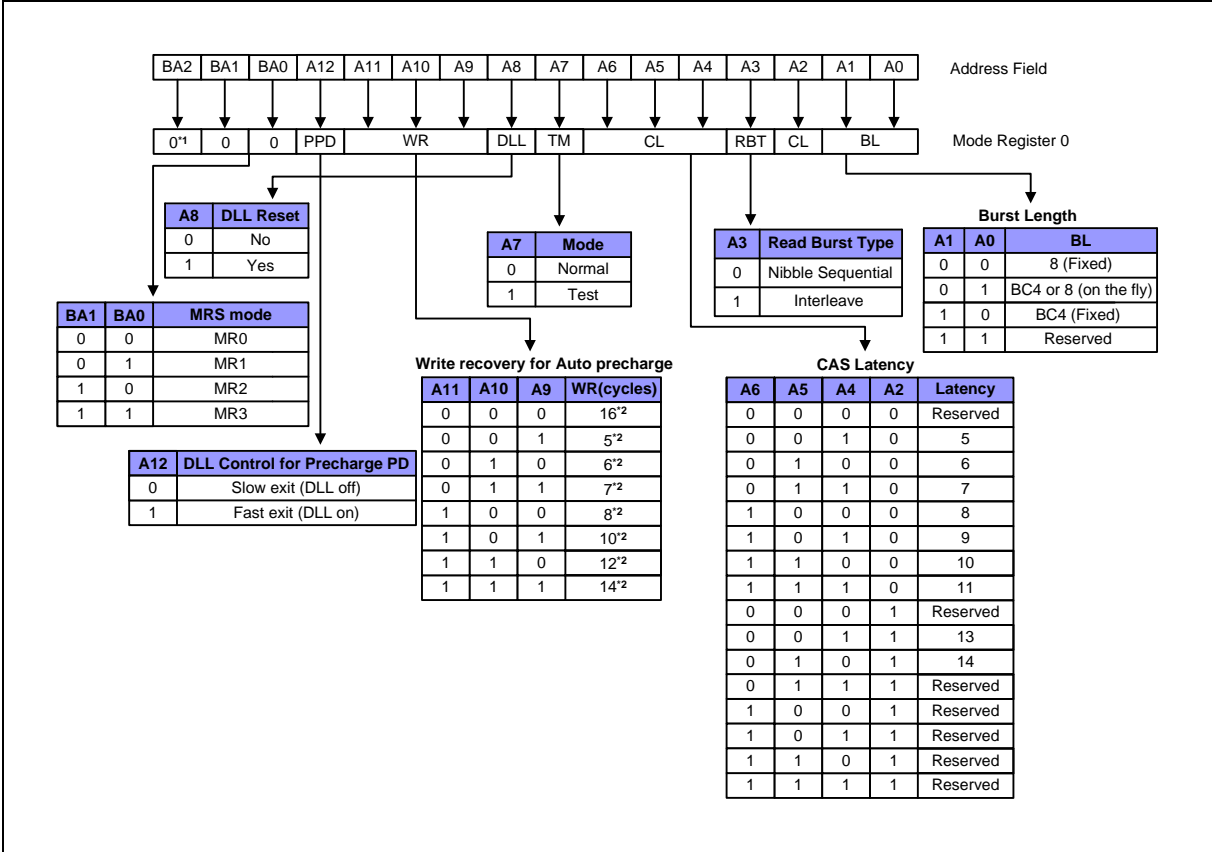 BA2 BA1 BA0 A12 A11 A10 A9 A8 A7 A6 A5 A4 A3 A2 A1 A0 Address Field
0*1 0 0 PPD WR DLL TM CL RBT CL BL Mode Register 0
A8 DLL Reset
0 No
1 Yes
BA1 BA0 MRS mode
0 0 MR0
0 1 MR1
1 0 MR2
1 1 MR3
A12 DLL Control for Precharge PD
0 Slow exit (DLL off)
1 Fast exit (DLL on)
A7 Mode
0 Normal
1 Test
Write recovery for Auto precharge
A11 A10 A9 WR(cycles)
0 0 0 16*2
0 0 1 5*2
0 1 0 6*2
0 1 1 7*2
1 0 0 8*2
1 0 1 10*2
1 1 0 12*2
1 1 1 14*2
A3 Read Burst Type
0 Nibble Sequential
1 Interleave
Burst Length
A1 A0 BL
0 0 8 (Fixed)
0 1 BC4 or 8 (on the fly)
1 0 BC4 (Fixed)
1 1 Reserved
CAS Latency
A6 A5 A4 A2 Latency
0 0 0 0 Reserved
0 0 1 0 5
0 1 0 0 6
0 1 1 0 7
1 0 0 0 8
1 0 1 0 9
1 1 0 0 10
1 1 1 0 11
0 0 0 1 Reserved
0 0 1 1 13
0 1 0 1 14
0 1 1 1 Reserved
1 0 0 1 Reserved
1 0 1 1 Reserved
1 1 0 1 Reserved
1 1 1 1 Reserved